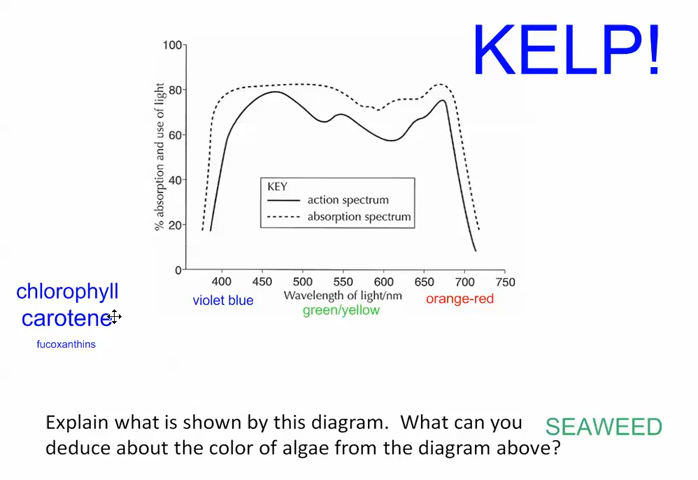 KELP!
100
80
60
40
20
0
% absorption and use of light
KEY
action spectrum
absorption spectrum
400 450 500 550 600 650 700 750
Wavelength of light/nm
violet blue
green/yellow
orange-red
chlorophyll
carotene
fucoxanthins
Explain what is shown by this diagram. What can you
deduce about the color of algae from the diagram above?
SEAWEED